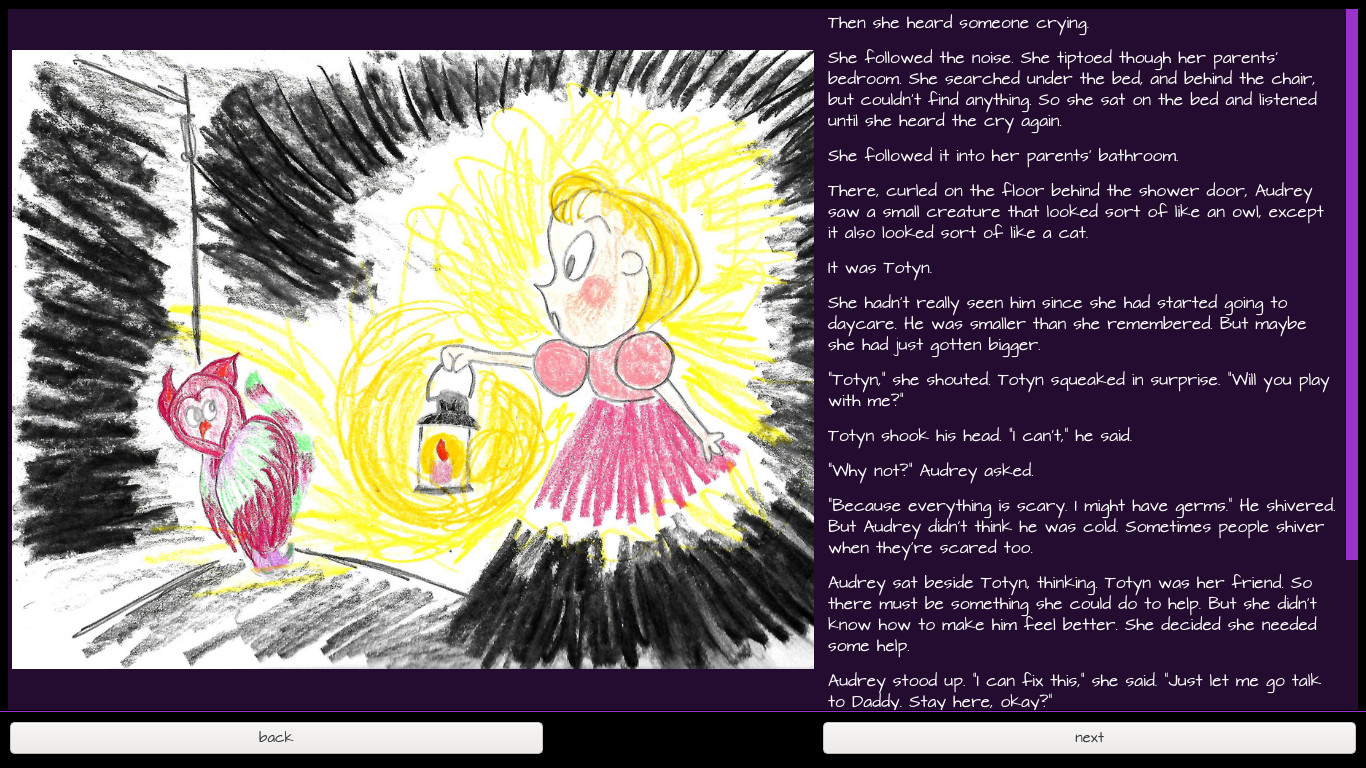 Then she heard someone crying.
She followed the noise. She tiptoed though her parents'
bedroom. She searched under the bed, and behind the chair,
but couldn't find anything. So she sat on the bed and listened
until she heard the cry again.
She followed it into her parents' bathroom.
There, curled on the floor behind the shower door, Audrey
saw a small creature that looked sort of like an owl, except
it also looked sort of like a cat.
It was Totyn.
She hadn't really seen him since she had started going to
daycare. He was smaller than she remembered. But maybe
she had just gotten bigger.
"Totyn," she shouted. Totyn squeaked in surprise. "Will you play
with me?"
Totyn shook his head. "I can't," he said.
"Why not?" Audrey asked.
"Because everything is scary. I might have germs." He shivered.
But Audrey didn't think he was cold. Sometimes people shiver
when they're scared too.
Audrey sat beside Totyn, thinking. Totyn was her friend. So
there must be something she could do to help. But she didn't
know how to make him feel better. She decided she needed
some help.
Audrey stood up. "I can fix this," she said. "Just let me go talk
to Daddy. Stay here, okay?"
back
next